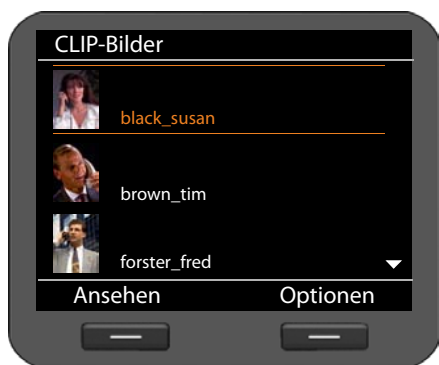 CLIP-Bilder
black_susan
brown_tim
forster_fred
Ansehen Optionen